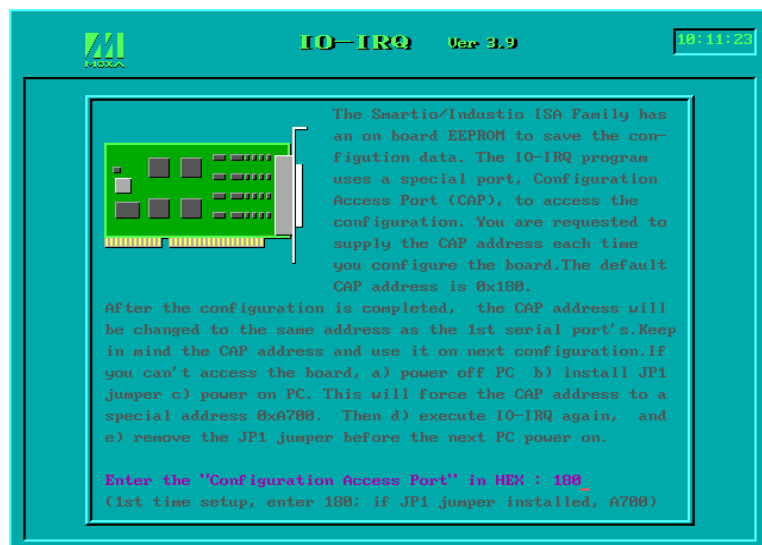 MOXA
IO-IRQ Ver 3.9
10:11:23
The Smartio/Industio ISA Family has
an on board EEPROM to save the con-
figution data. The IO-IRQ program
uses a special port, Configuration
Access Port (CAP), to access the
configuration. You are requested to
supply the CAP address each time
you configure the board.The default
CAP address is 0x180.
After the configuration is completed, the CAP address will
be changed to the same address as the 1st serial port's.Keep
in mind the CAP address and use it on next configuration.If
you can't access the board, a) power off PC b) install JP1
jumper c) power on PC. This will force the CAP address to a
special address 0xA700. Then d) execute IO-IRQ again, and
e) remove the JP1 jumper before the next PC power on.
Enter the "Configuration Access Port" in HEX : 180_
(1st time setup, enter 180; if JP1 jumper installed, A700)